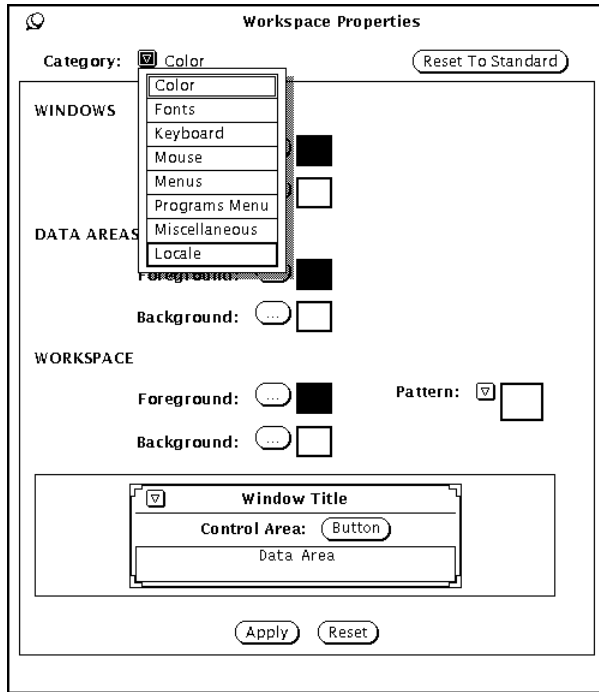 Workspace Properties
Category: Color Reset To Standard
Color
WINDOWS
Fonts
Keyboard
Mouse
Menus
Programs Menu
DATA AREAS
Miscellaneous
Locale
Foreground:
Background: ...
WORKSPACE
Foreground: ... Pattern:
Background: ...
Window Title
Control Area: Button
Data Area
Apply Reset